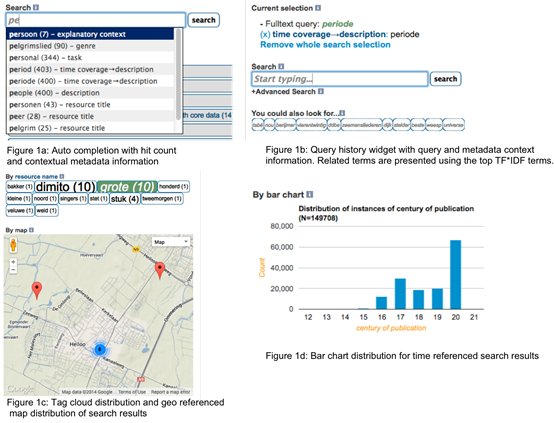 Search
pe
search
persoon (7) – explanatory context
pelgrimslied (90) – genre
personal (344) – task
period (403) – time coverage→description
periode (400) – time coverage→description
people (400) – description
personen (43) – resource title
peer (28) – resource title
pelgrim (25) – resource title
with core data (14
Figure 1a: Auto completion with hit count
and contextual metadata information
Current selection
- Fulltext query: periode
(x) time coverage→description: periode
Remove whole search selection
Search
Start typing...
search
+Advanced Search
You could also look for...
universe
Figure 1b: Query history widget with query and metadata context
information. Related terms are presented using the top TF*IDF terms.
By resource name
bakker (1) dimito (10) grote (10) honderd (1)
kleine (1) noord (1) singers (1) stat (1) stuk (4) tweemorgen (1)
veluwe (1) weid (1)
By map
Map
Heiloo
8
Google
Map data ©2014 Google
Terms of Use
Report a map error
Figure 1c: Tag cloud distribution and geo referenced
map distribution of search results
By bar chart
Distribution of instances of century of publication
(N=149708)
80,000
60,000
40,000
20,000
0
Count
12 13 14 15 16 17 18 19 20 21
century of publication
Figure 1d: Bar chart distribution for time referenced search results